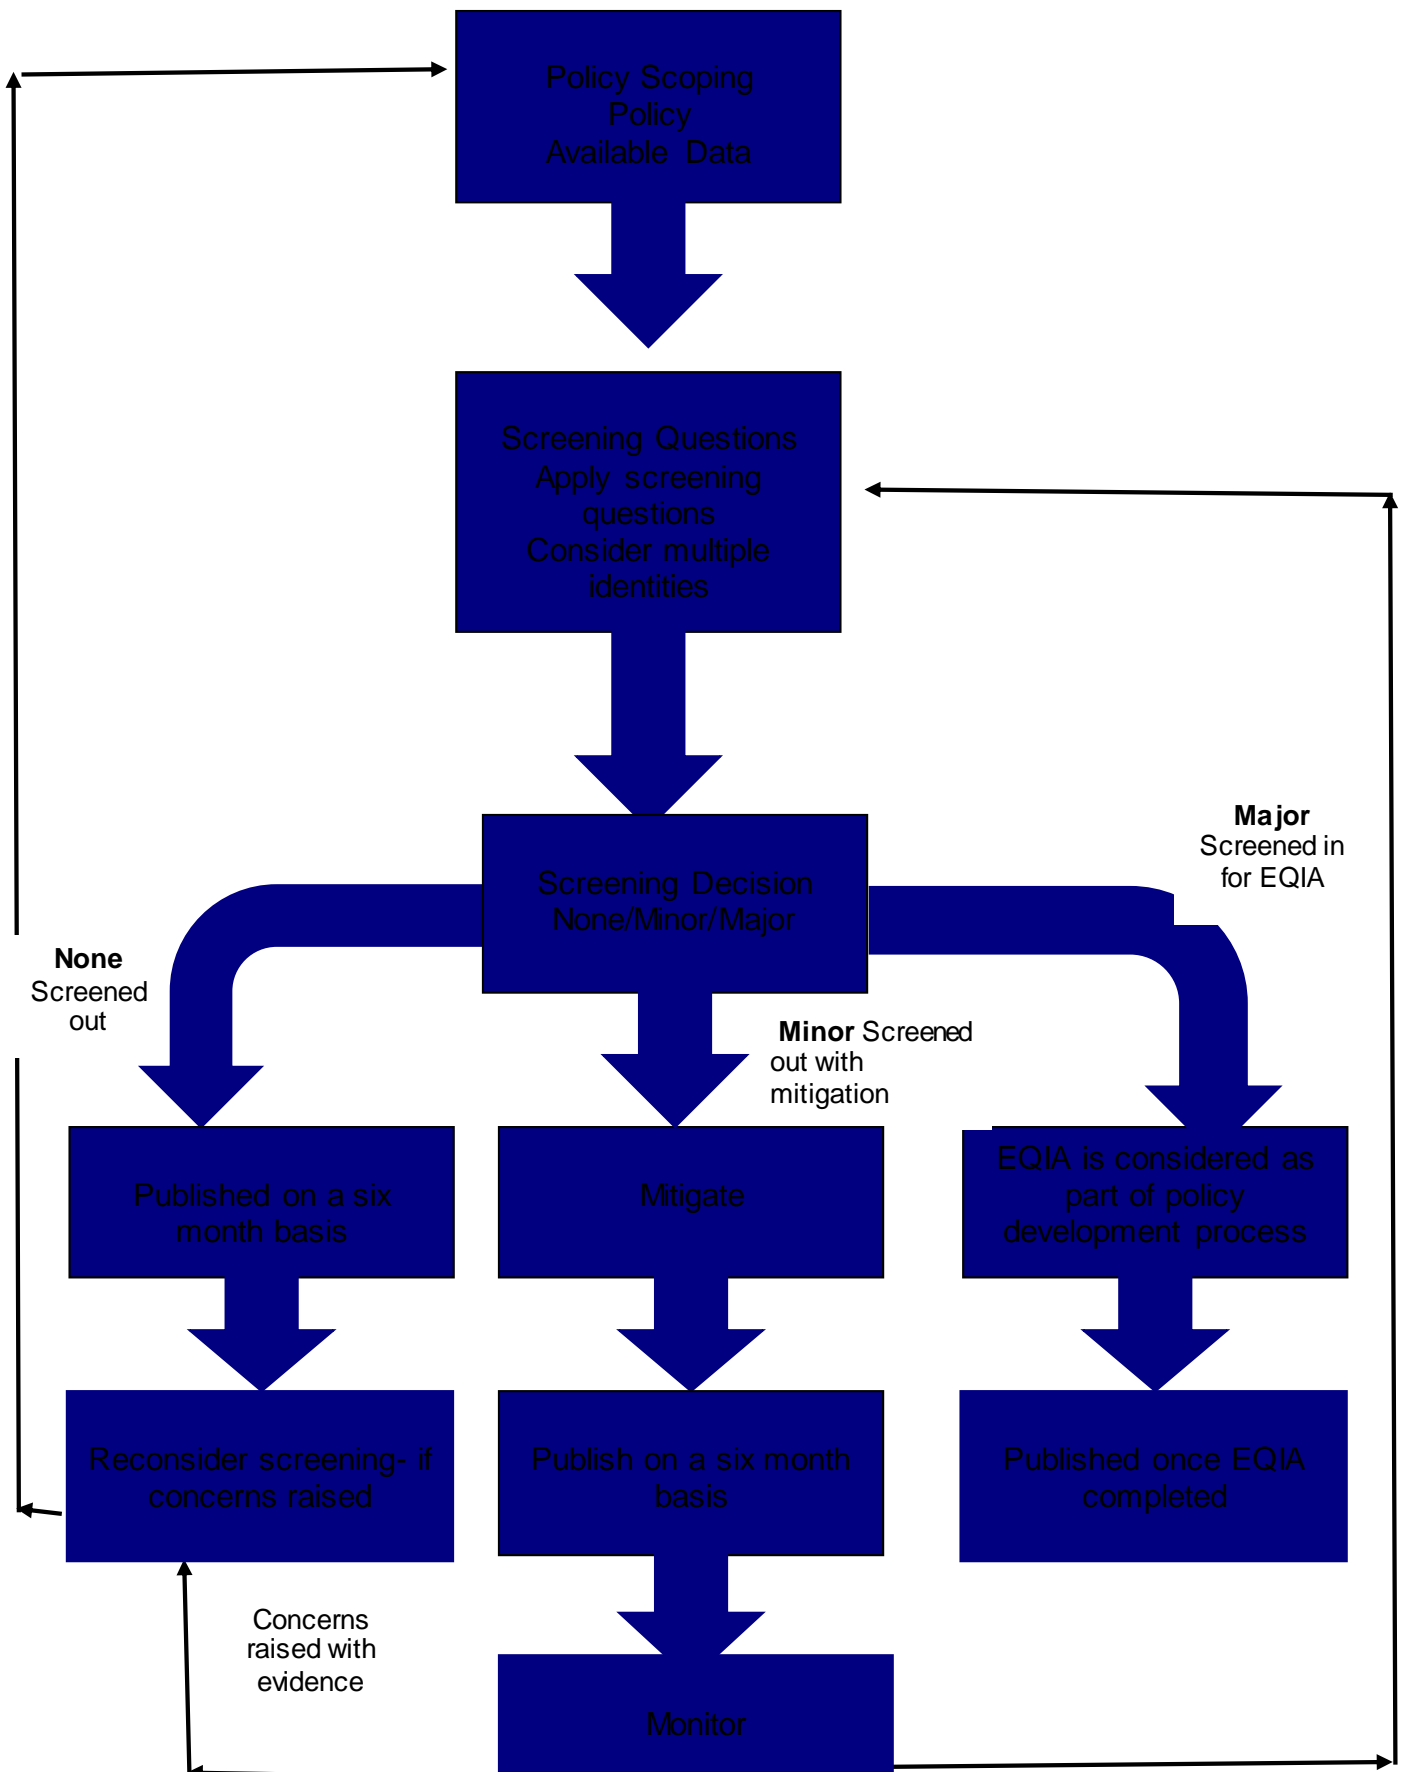 Policy Scoping
Policy
Available Data
Screening Questions
Apply screening
questions
Consider multiple
identities
Major
Screened in
for EQIA
Screening Decision
None/Minor/Major
None
Screened
out
Minor Screened
out with
mitigation
Published on a six
month basis
Mitigate
EQIA is considered as
part of policy
development process
Reconsider screening- if
concerns raised
Publish on a six month
basis
Published once EQIA
completed
Concerns
raised with
evidence
Monitor